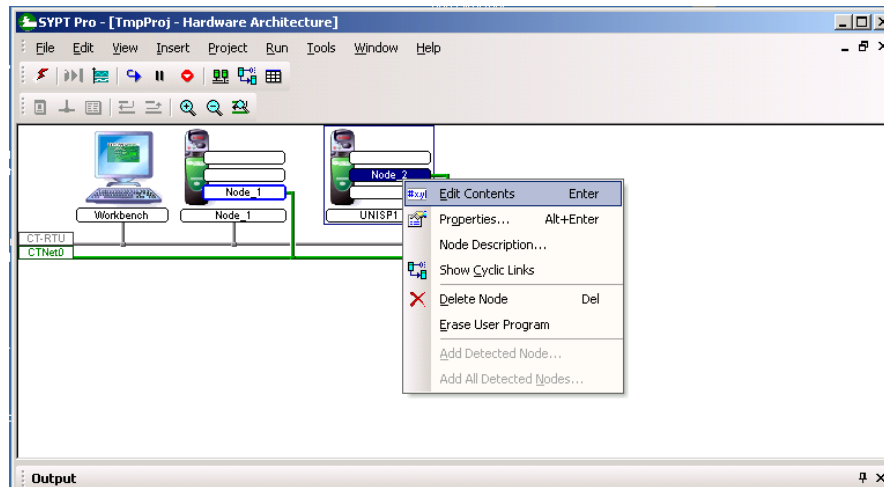 SYPT Pro - [TmpProj - Hardware Architecture]
File Edit View Insert Project Run Tools Window Help
Node_2
Node_1
Workbench Node_1 UNISP1
CT-RTU
CTNet0
#xyl Edit Contents Enter
Properties... Alt+Enter
Node Description...
Show Cyclic Links
Delete Node Del
Erase User Program
Add Detected Node...
Add All Detected Nodes...
Output